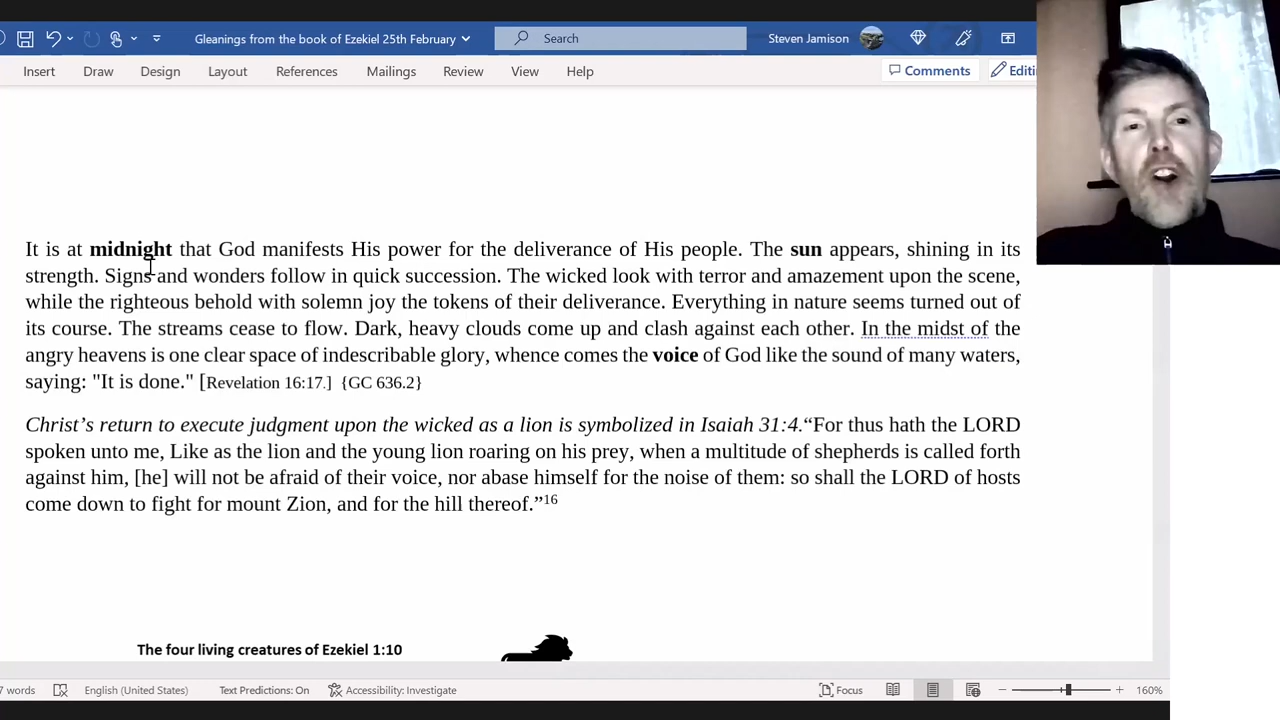 Gleanings from the book of Ezekiel 25th February
Search
Steven Jamison
Insert Draw Design Layout References Mailings Review View Help
Comments
Editi
It is at midnight that God manifests His power for the deliverance of His people. The sun appears, shining in its
strength. Signs and wonders follow in quick succession. The wicked look with terror and amazement upon the scene,
while the righteous behold with solemn joy the tokens of their deliverance. Everything in nature seems turned out of
its course. The streams cease to flow. Dark, heavy clouds come up and clash against each other. In the midst of the
angry heavens is one clear space of indescribable glory, whence comes the voice of God like the sound of many waters,
saying: "It is done." [Revelation 16:17.] {GC 636.2}
Christ’s return to execute judgment upon the wicked as a lion is symbolized in Isaiah 31:4.“For thus hath the LORD
spoken unto me, Like as the lion and the young lion roaring on his prey, when a multitude of shepherds is called forth
against him, [he] will not be afraid of their voice, nor abase himself for the noise of them: so shall the LORD of hosts
come down to fight for mount Zion, and for the hill thereof.”16
The four living creatures of Ezekiel 1:10
7 words English (United States) Text Predictions: On Accessibility: Investigate Focus 160%